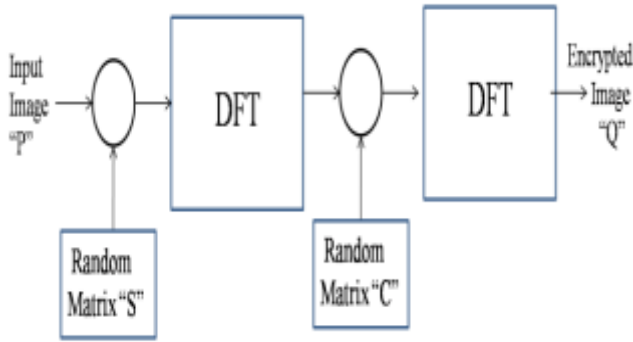 Input
Image
“P”
DFT
DFT
Encrypted
Image
“Q”
Random
Matrix “S”
Random
Matrix “C”